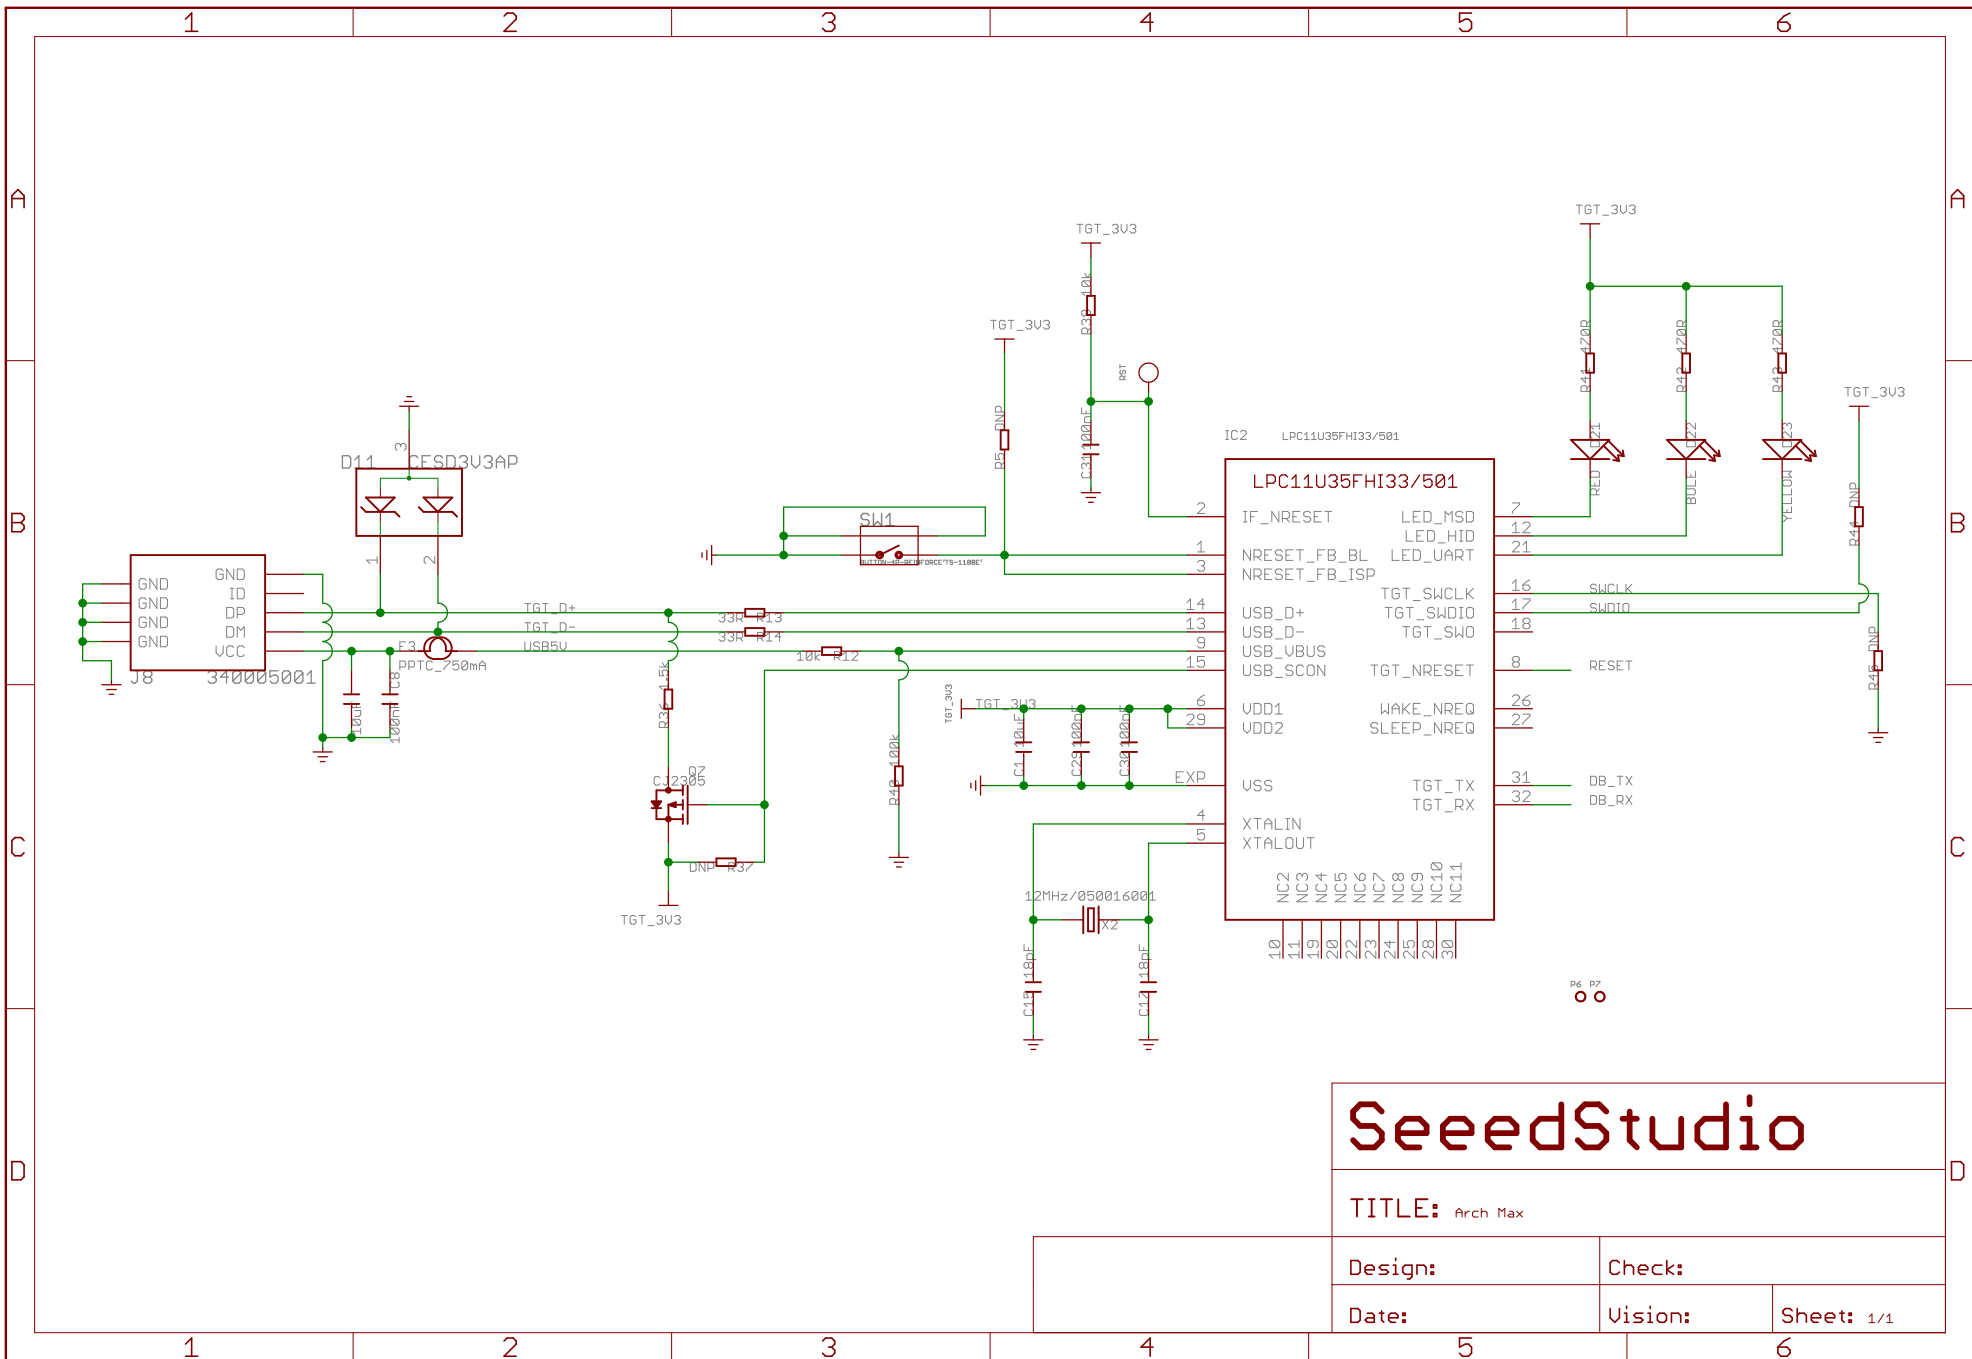 1 2 3 4 5 6
A A
B B
C C
D D
1 2 3 4 5 6
TGT_3V3
TGT_3V3
TGT_3V3
TGT_3V3
10k
R41 470R
R42 470R
470R
RST
R5 DNP
C31 100nF
D21
D22
D23
RED
BULE
YELLOW
R44 DNP
D11 CESD3V3AP
3
1
2
SW1
J8 340005001
GND
GND
GND
GND
GND
ID
DP
DM
VCC
10uF
C8
100nF
F3
PPTC_750mA
TGT_D+
TGT_D-
USB5V
33R R13
33R R14
10k R12
R36 1.5k
Q7
CJ2305
DNP R37
TGT_3V3
100k
TGT_3V3
TGT_3V3
C1 10uF
C29 100nF
C30 100nF
IC2 LPC11U35FHI33/501
LPC11U35FHI33/501
2 IF_NRESET
1 NRESET_FB_BL
3 NRESET_FB_ISP
14 USB_D+
13 USB_D-
9 USB_VBUS
15 USB_SCON
6 VDD1
29 VDD2
EXP VSS
4 XTALIN
5 XTALOUT
LED_MSD 7
LED_HID 12
LED_UART 21
TGT_SWCLK 16 SWCLK
TGT_SWDIO 17 SWDIO
TGT_SWO 18
TGT_NRESET 8 RESET
WAKE_NREQ 26
SLEEP_NREQ 27
TGT_TX 31 DB_TX
TGT_RX 32 DB_RX
R45 DNP
NC2 NC3 NC4 NC5 NC6 NC7 NC8 NC9 NC10 NC11
10 11 19 20 22 23 24 25 28 30
12MHz/050016001
X2
C15 18pF
C17 18pF
P6 P7
SeeedStudio
TITLE: Arch Max
Design: Check:
Date: Vision: Sheet: 1/1